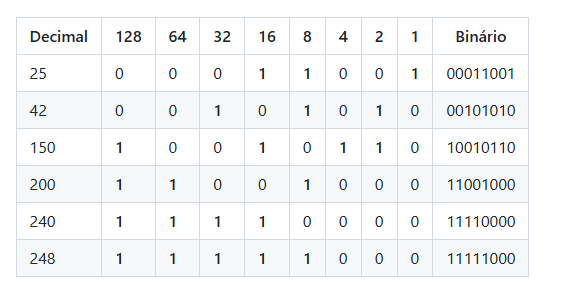 Decimal 128 64 32 16 8 4 2 1 Binário
25 0 0 0 1 1 0 0 1 00011001
42 0 0 1 0 1 0 1 0 00101010
150 1 0 0 1 0 1 1 0 10010110
200 1 1 0 0 1 0 0 0 11001000
240 1 1 1 1 0 0 0 0 11110000
248 1 1 1 1 1 0 0 0 11111000